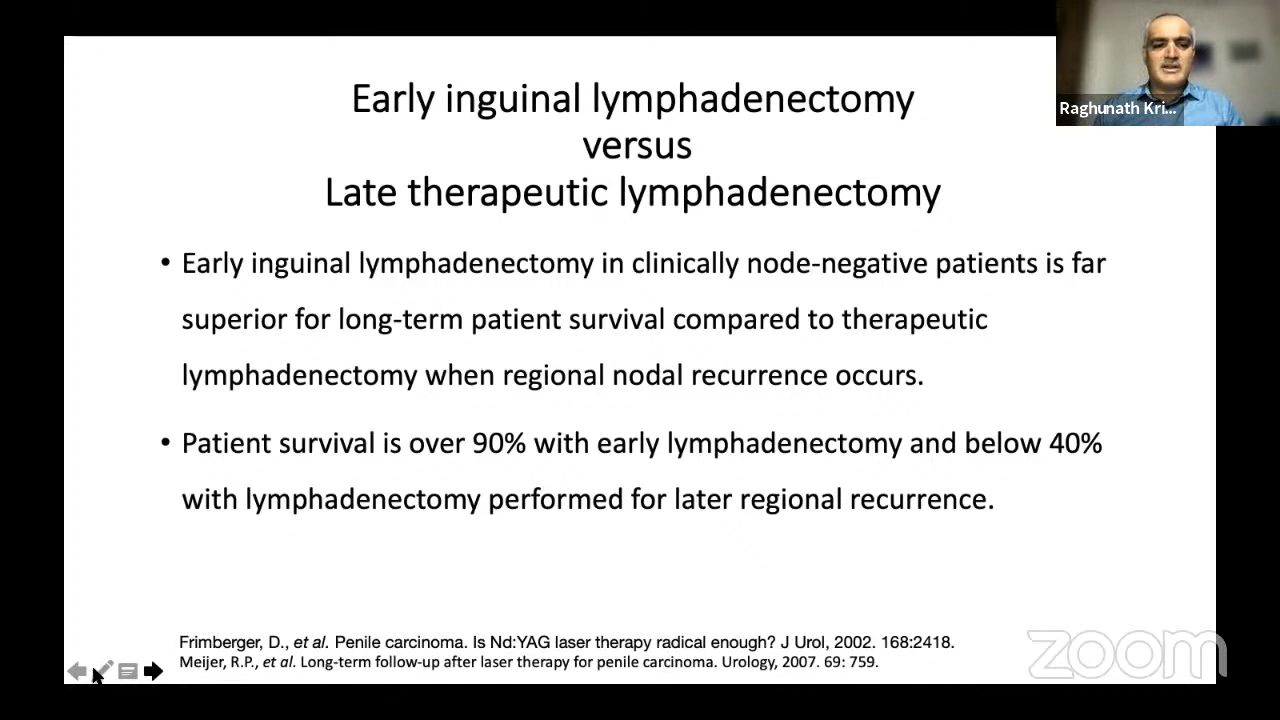 Early inguinal lymphadenectomy
versus
Late therapeutic lymphadenectomy
Raghunath Kri...
• Early inguinal lymphadenectomy in clinically node-negative patients is far
superior for long-term patient survival compared to therapeutic
lymphadenectomy when regional nodal recurrence occurs.
• Patient survival is over 90% with early lymphadenectomy and below 40%
with lymphadenectomy performed for later regional recurrence.
Frimberger, D., et al. Penile carcinoma. Is Nd:YAG laser therapy radical enough? J Urol, 2002. 168:2418.
Meijer, R.P., et al. Long-term follow-up after laser therapy for penile carcinoma. Urology, 2007. 69: 759.
zoom